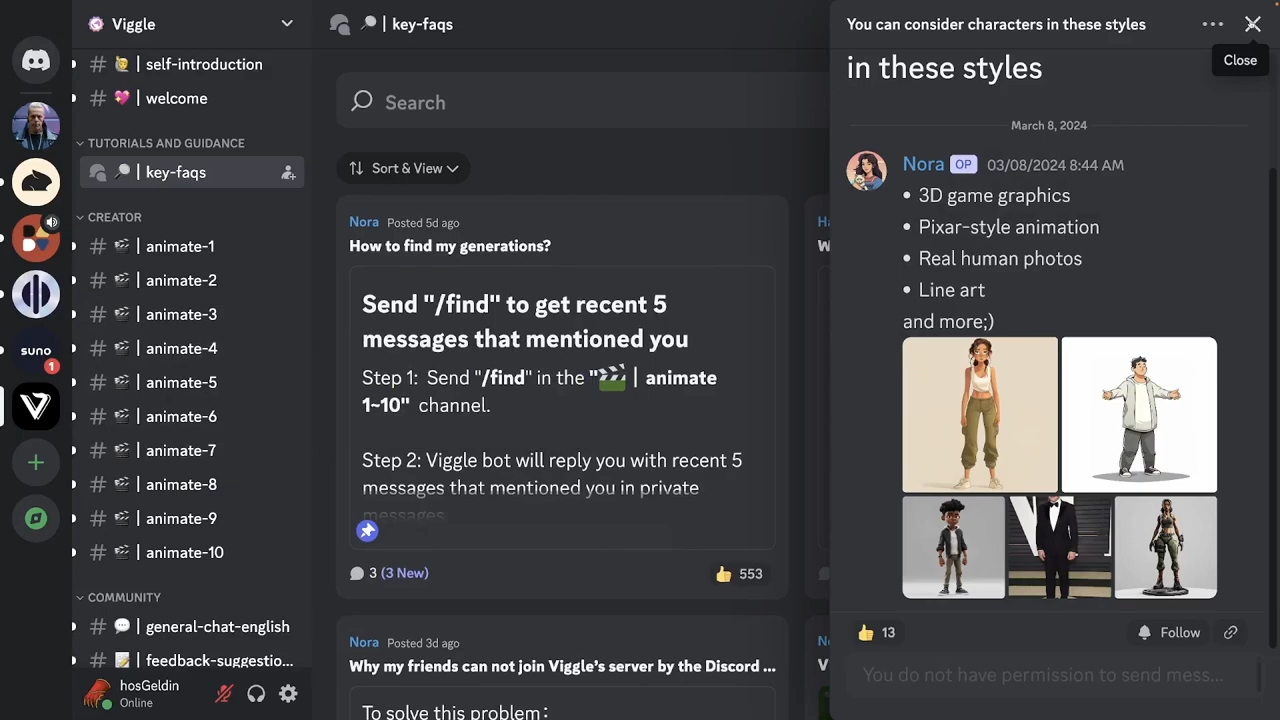 Viggle
# | self-introduction
# | welcome
TUTORIALS AND GUIDANCE
| key-faqs
CREATOR
# | animate-1
# | animate-2
# | animate-3
# | animate-4
# | animate-5
# | animate-6
# | animate-7
# | animate-8
# | animate-9
# | animate-10
COMMUNITY
# | general-chat-english
# | feedback-suggestio...
hosGeldin
Online
suno
1
| key-faqs
Search
Sort & View
Nora Posted 5d ago
How to find my generations?
Send "/find" to get recent 5
messages that mentioned you
Step 1: Send "/find" in the "🎬 | animate
1~10" channel.
Step 2: Viggle bot will reply you with recent 5
messages that mentioned you in private
messages.
3 (3 New)
👍 553
Nora Posted 3d ago
Why my friends can not join Viggle's server by the Discord ...
To solve this problem:
You can consider characters in these styles
Close
in these styles
March 8, 2024
Nora OP 03/08/2024 8:44 AM
• 3D game graphics
• Pixar-style animation
• Real human photos
• Line art
and more;)
👍 13
Follow
You do not have permission to send mess...